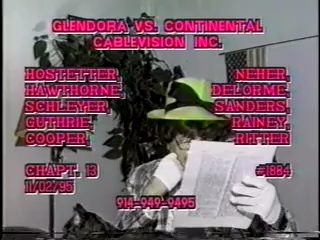 GLENDORA VS. CONTINENTAL
CABLEVISION INC.
HOSTETTER, NEHER,
HAWTHORNE, DELORME,
SCHLEYER, SANDERS,
GUTHRIE, RAINEY,
COOPER, RITTER
CHAPT. 13 #1884
11/02/95
914-949-9495